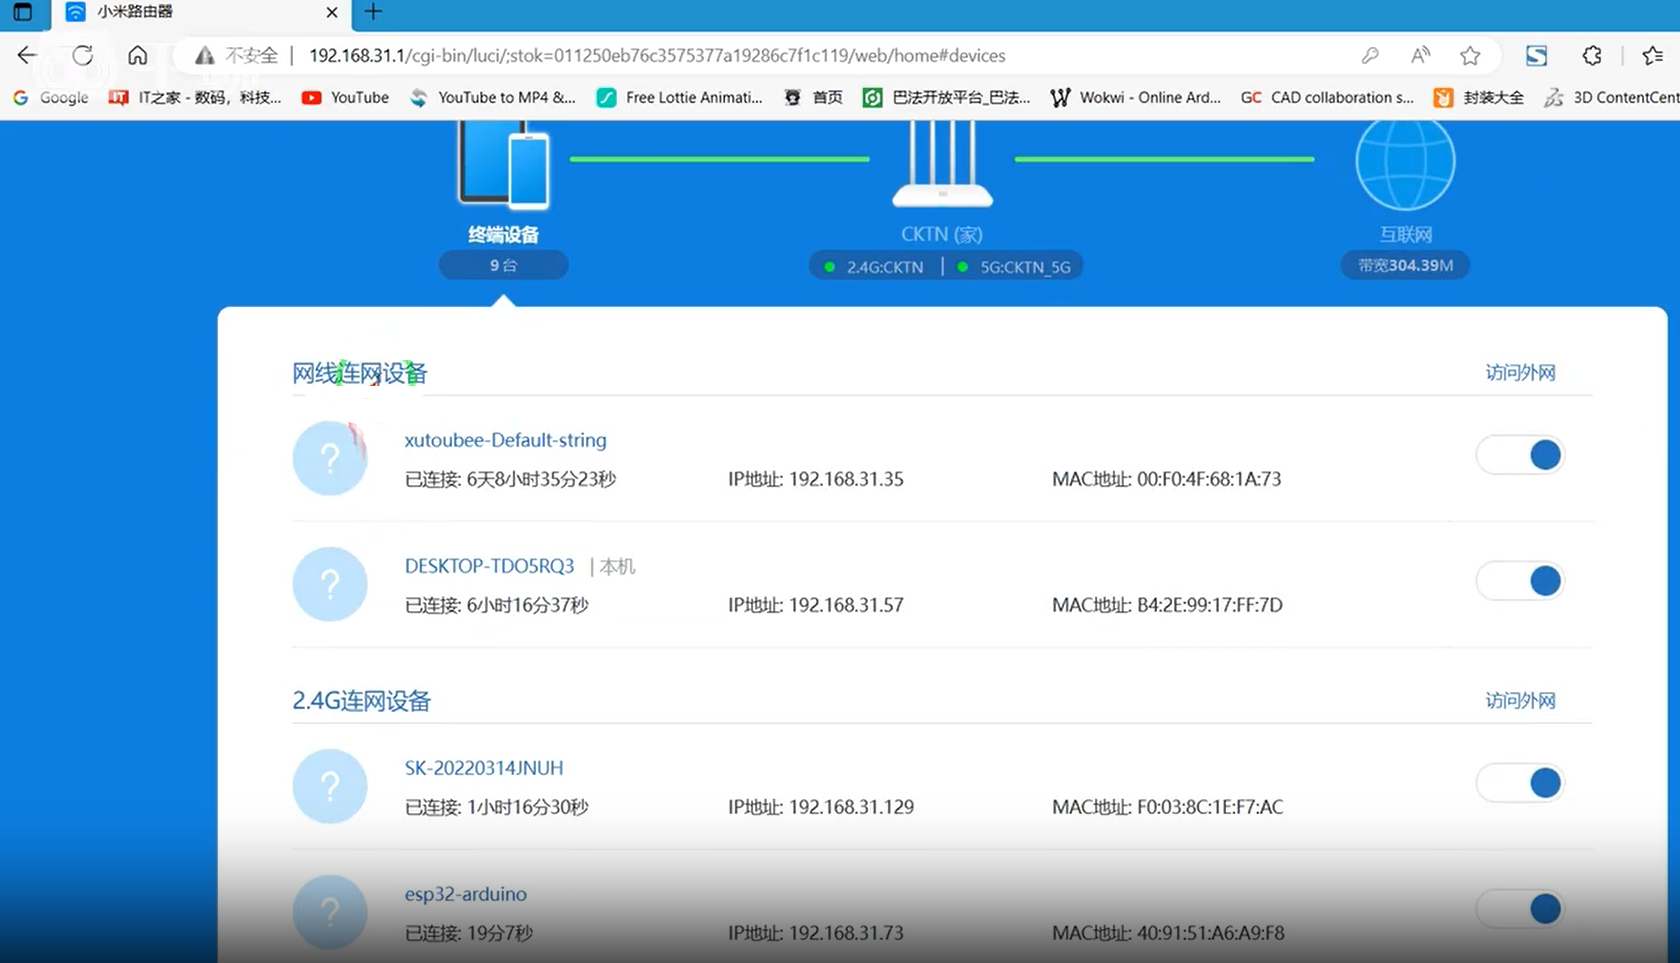 小米路由器
不安全 | 192.168.31.1/cgi-bin/luci/;stok=011250eb76c3575377a19286c7f1c119/web/home#devices
Google IT之家 - 数码，科技... YouTube YouTube to MP4 &... Free Lottie Animati... 首页 巴法开放平台_巴法... Wokwi - Online Ard... GC CAD collaboration s... 封装大全 3D ContentCent
终端设备 CKTN (家) 互联网
9台 2.4G:CKTN | 5G:CKTN_5G 带宽304.39M
网线连网设备 访问外网
xutoubee-Default-string
已连接: 6天8小时35分23秒 IP地址: 192.168.31.35 MAC地址: 00:F0:4F:68:1A:73
DESKTOP-TDO5RQ3 | 本机
已连接: 6小时16分37秒 IP地址: 192.168.31.57 MAC地址: B4:2E:99:17:FF:7D
2.4G连网设备 访问外网
SK-20220314JNUH
已连接: 1小时16分30秒 IP地址: 192.168.31.129 MAC地址: F0:03:8C:1E:F7:AC
esp32-arduino
已连接: 19分7秒 IP地址: 192.168.31.73 MAC地址: 40:91:51:A6:A9:F8